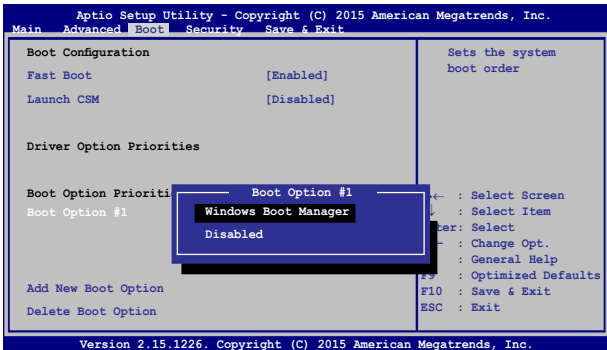 Aptio Setup Utility - Copyright (C) 2015 American Megatrends, Inc.
Main Advanced Boot Security Save & Exit
Boot Configuration
Fast Boot [Enabled]
Launch CSM [Disabled]
Driver Option Priorities
Boot Option
Boot Option #1
Add New Boot Option
Delete Boot Option
Boot Option #1
Windows Boot Manager
Disabled
Sets the system
boot order
← : Select Screen
↓ : Select Item
: Select
: Change Opt.
: General Help
F9 : Optimized Defaults
F10 : Save & Exit
ESC : Exit
Version 2.15.1226. Copyright (C) 2015 American Megatrends, Inc.